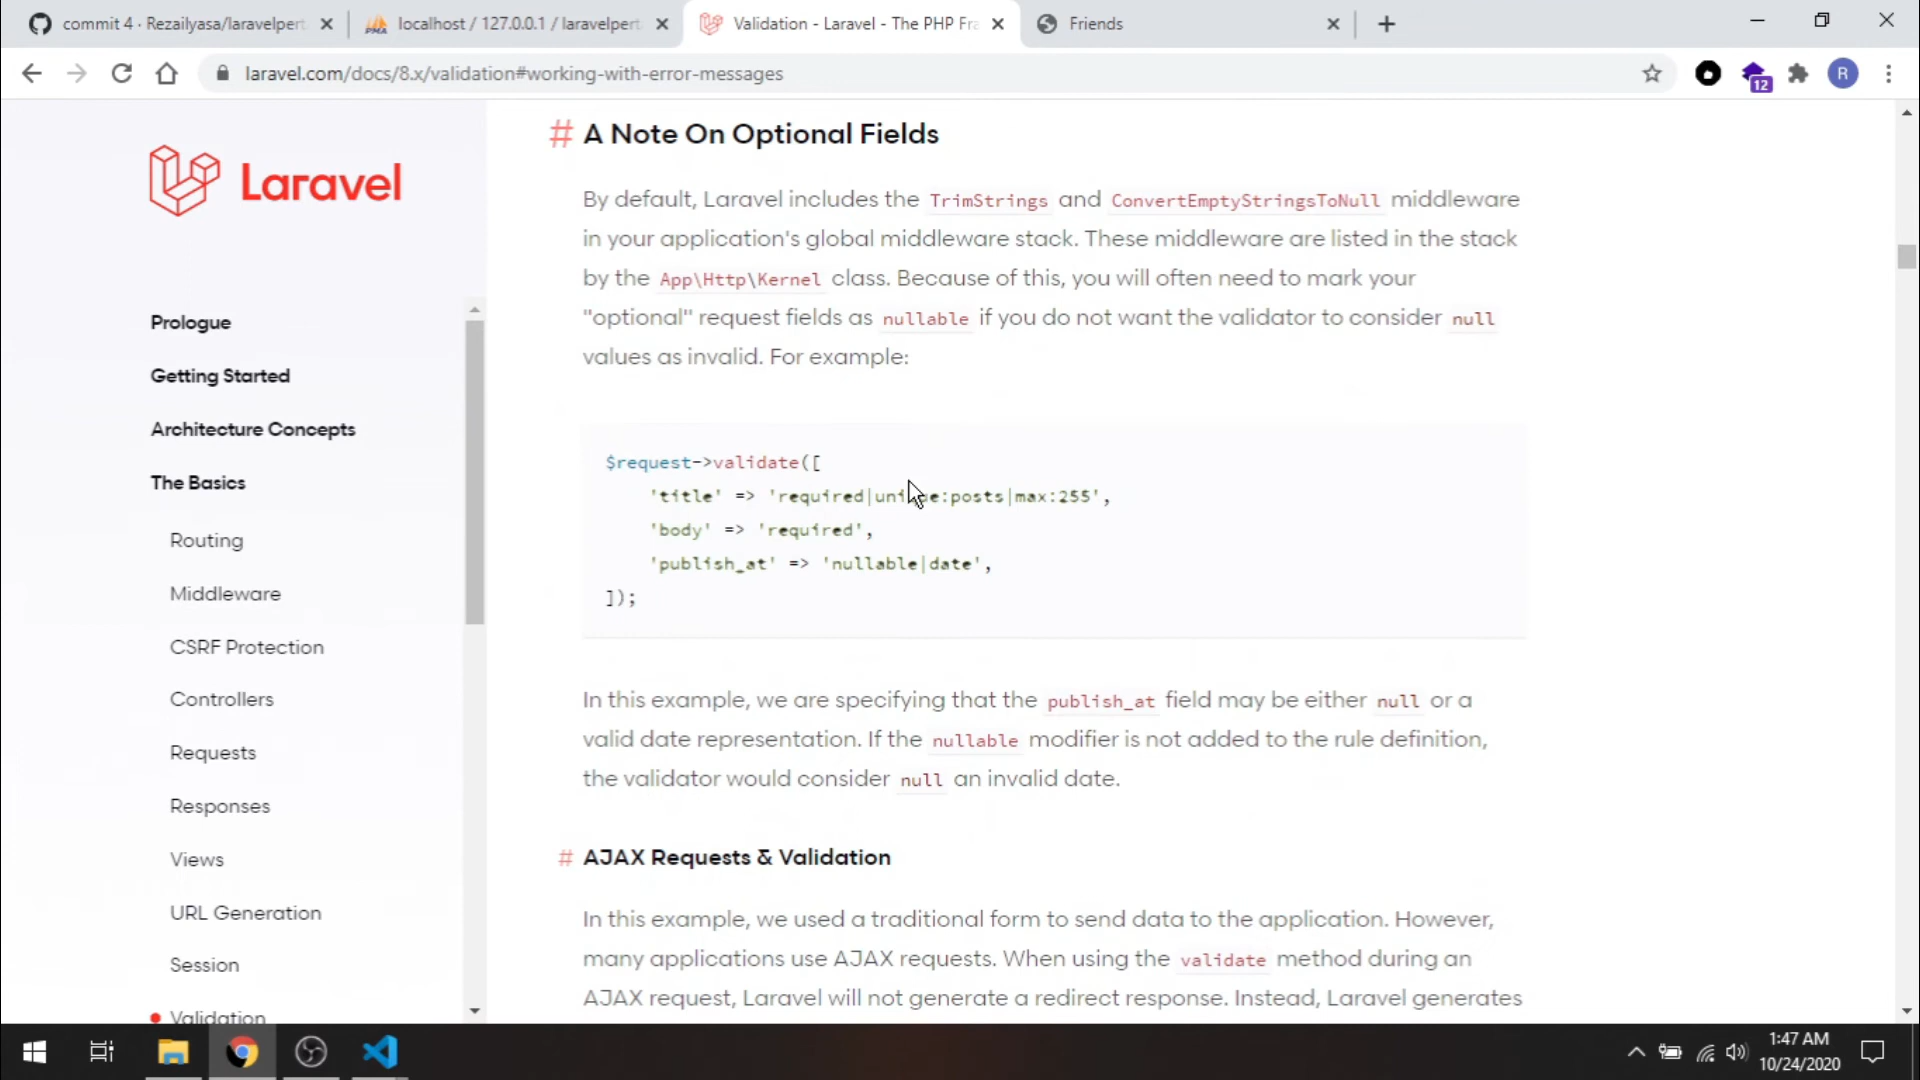 commit 4 · Rezailyasa/laravelpert
localhost / 127.0.0.1 / laravelpert
Validation - Laravel - The PHP Fra
Friends
laravel.com/docs/8.x/validation#working-with-error-messages
12
R
Laravel
Prologue
Getting Started
Architecture Concepts
The Basics
Routing
Middleware
CSRF Protection
Controllers
Requests
Responses
Views
URL Generation
Session
Validation
# A Note On Optional Fields
By default, Laravel includes the TrimStrings and ConvertEmptyStringsToNull middleware
in your application's global middleware stack. These middleware are listed in the stack
by the App\Http\Kernel class. Because of this, you will often need to mark your
"optional" request fields as nullable if you do not want the validator to consider null
values as invalid. For example:
$request->validate([
'title' => 'required|unique:posts|max:255',
'body' => 'required',
'publish_at' => 'nullable|date',
]);
In this example, we are specifying that the publish_at field may be either null or a
valid date representation. If the nullable modifier is not added to the rule definition,
the validator would consider null an invalid date.
# AJAX Requests & Validation
In this example, we used a traditional form to send data to the application. However,
many applications use AJAX requests. When using the validate method during an
AJAX request, Laravel will not generate a redirect response. Instead, Laravel generates
1:47 AM
10/24/2020